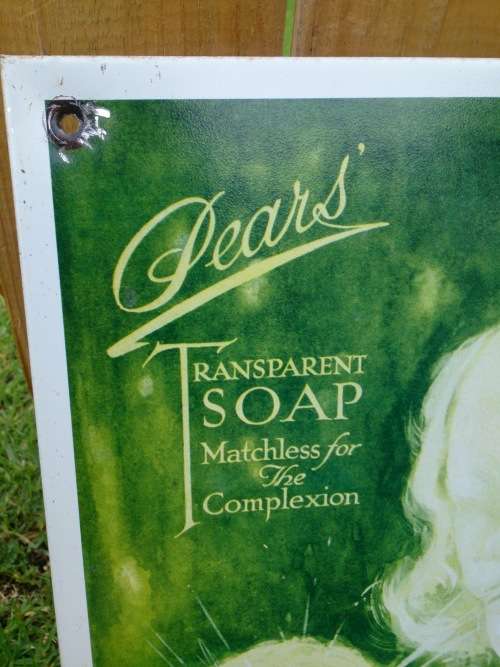 Pears'
TRANSPARENT
SOAP
Matchless for
The
Complexion